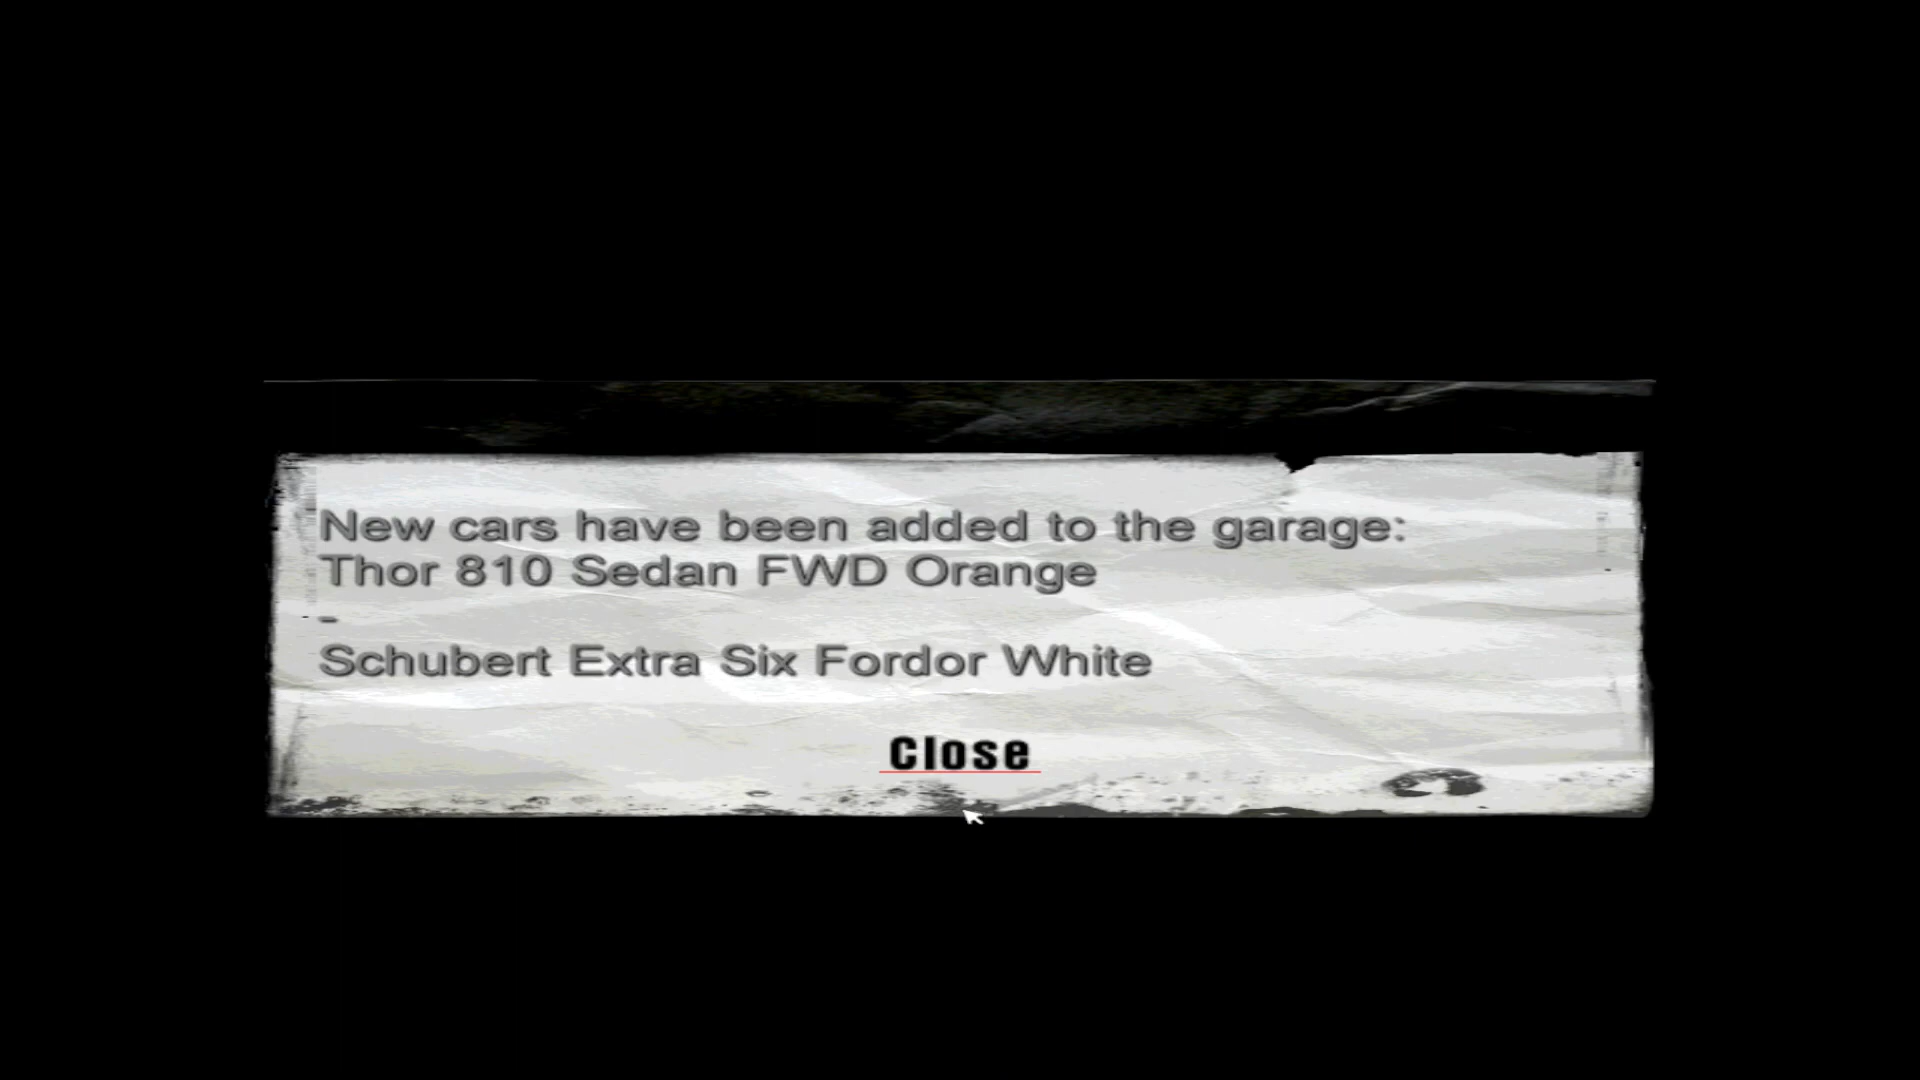 New cars have been added to the garage:
Thor 810 Sedan FWD Orange
-
Schubert Extra Six Fordor White
Close